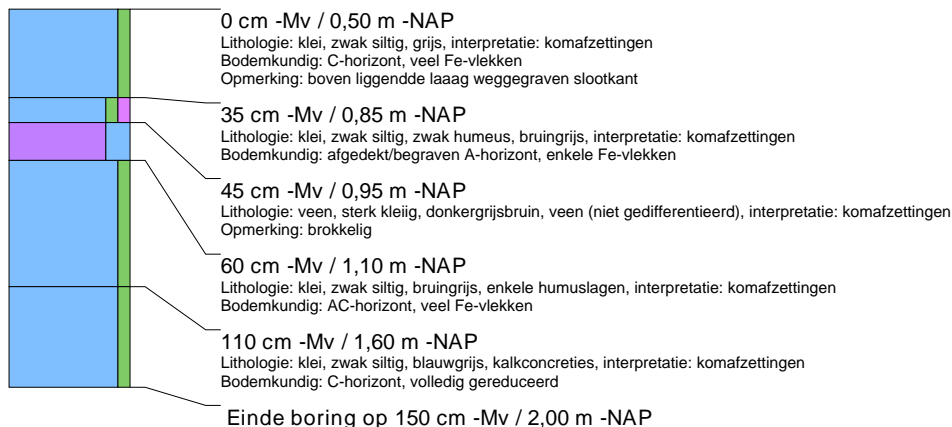 0 cm -Mv / 0,50 m -NAP
Lithologie: klei, zwak siltig, grijs, interpretatie: komafzettingen
Bodemkundig: C-horizont, veel Fe-vlekken
Opmerking: boven liggendde laaag weggegraven slootkant
35 cm -Mv / 0,85 m -NAP
Lithologie: klei, zwak siltig, zwak humeus, bruingrijs, interpretatie: komafzettingen
Bodemkundig: afgedekt/begraven A-horizont, enkele Fe-vlekken
45 cm -Mv / 0,95 m -NAP
Lithologie: veen, sterk kleiig, donkergrijsbruin, veen (niet gedifferentieerd), interpretatie: komafzettingen
Opmerking: brokkelig
60 cm -Mv / 1,10 m -NAP
Lithologie: klei, zwak siltig, bruingrijs, enkele humuslagen, interpretatie: komafzettingen
Bodemkundig: AC-horizont, veel Fe-vlekken
110 cm -Mv / 1,60 m -NAP
Lithologie: klei, zwak siltig, blauwgrijs, kalkconcreties, interpretatie: komafzettingen
Bodemkundig: C-horizont, volledig gereduceerd
Einde boring op 150 cm -Mv / 2,00 m -NAP